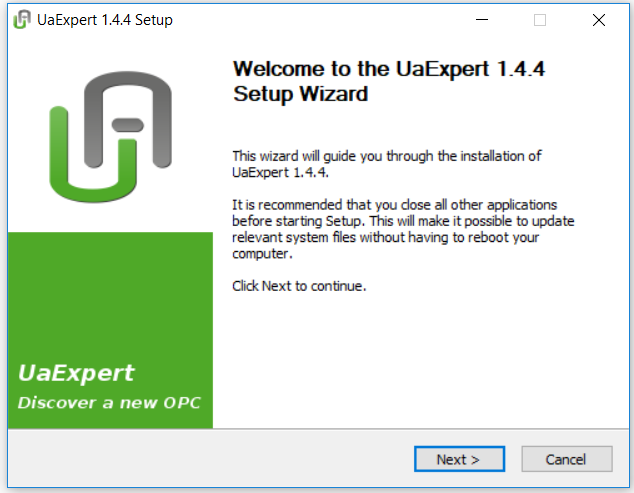 UaExpert 1.4.4 Setup
Welcome to the UaExpert 1.4.4
Setup Wizard
This wizard will guide you through the installation of
UaExpert 1.4.4.
It is recommended that you close all other applications
before starting Setup. This will make it possible to update
relevant system files without having to reboot your
computer.
Click Next to continue.
UaExpert
Discover a new OPC
Next >
Cancel